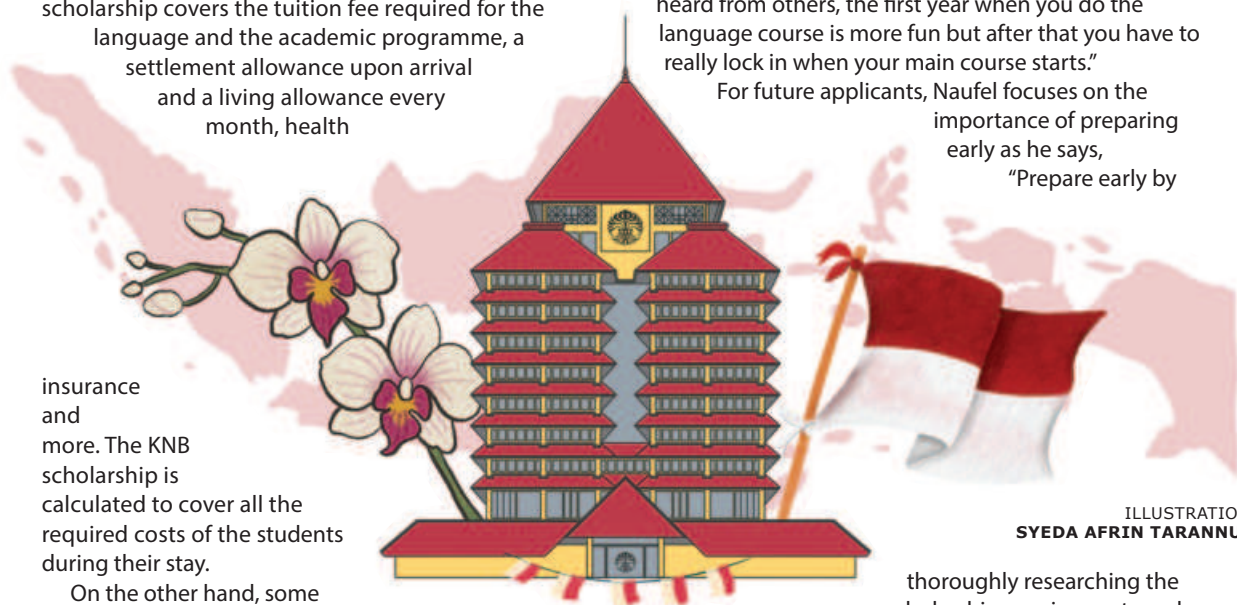 scholarship covers the tuition fee required for the
language and the academic programme, a
settlement allowance upon arrival
and a living allowance every
month, health
insurance
and
more. The KNB
scholarship is
calculated to cover all the
required costs of the students
during their stay.
On the other hand, some
heard from others, the first year when you do the
language course is more fun but after that you have to
really lock in when your main course starts.”
For future applicants, Naufel focuses on the
importance of preparing
early as he says,
“Prepare early by
ILLUSTRATIO
SYEDA AFRIN TARANNU
thoroughly researching the